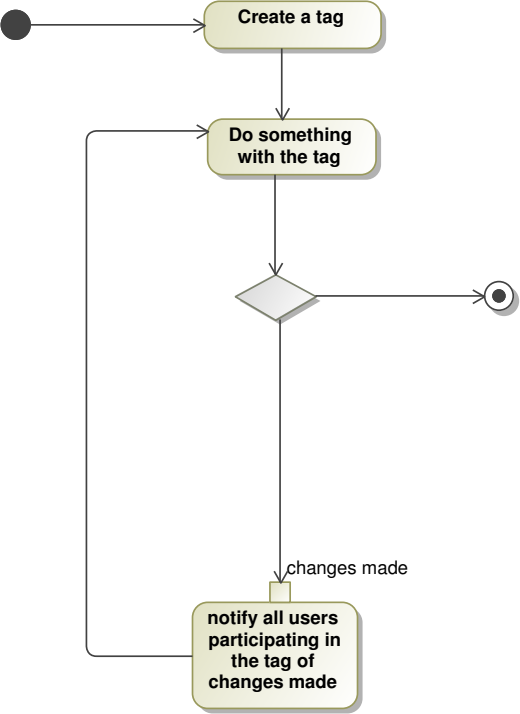 Create a tag
Do something
with the tag
changes made
notify all users
participating in
the tag of
changes made